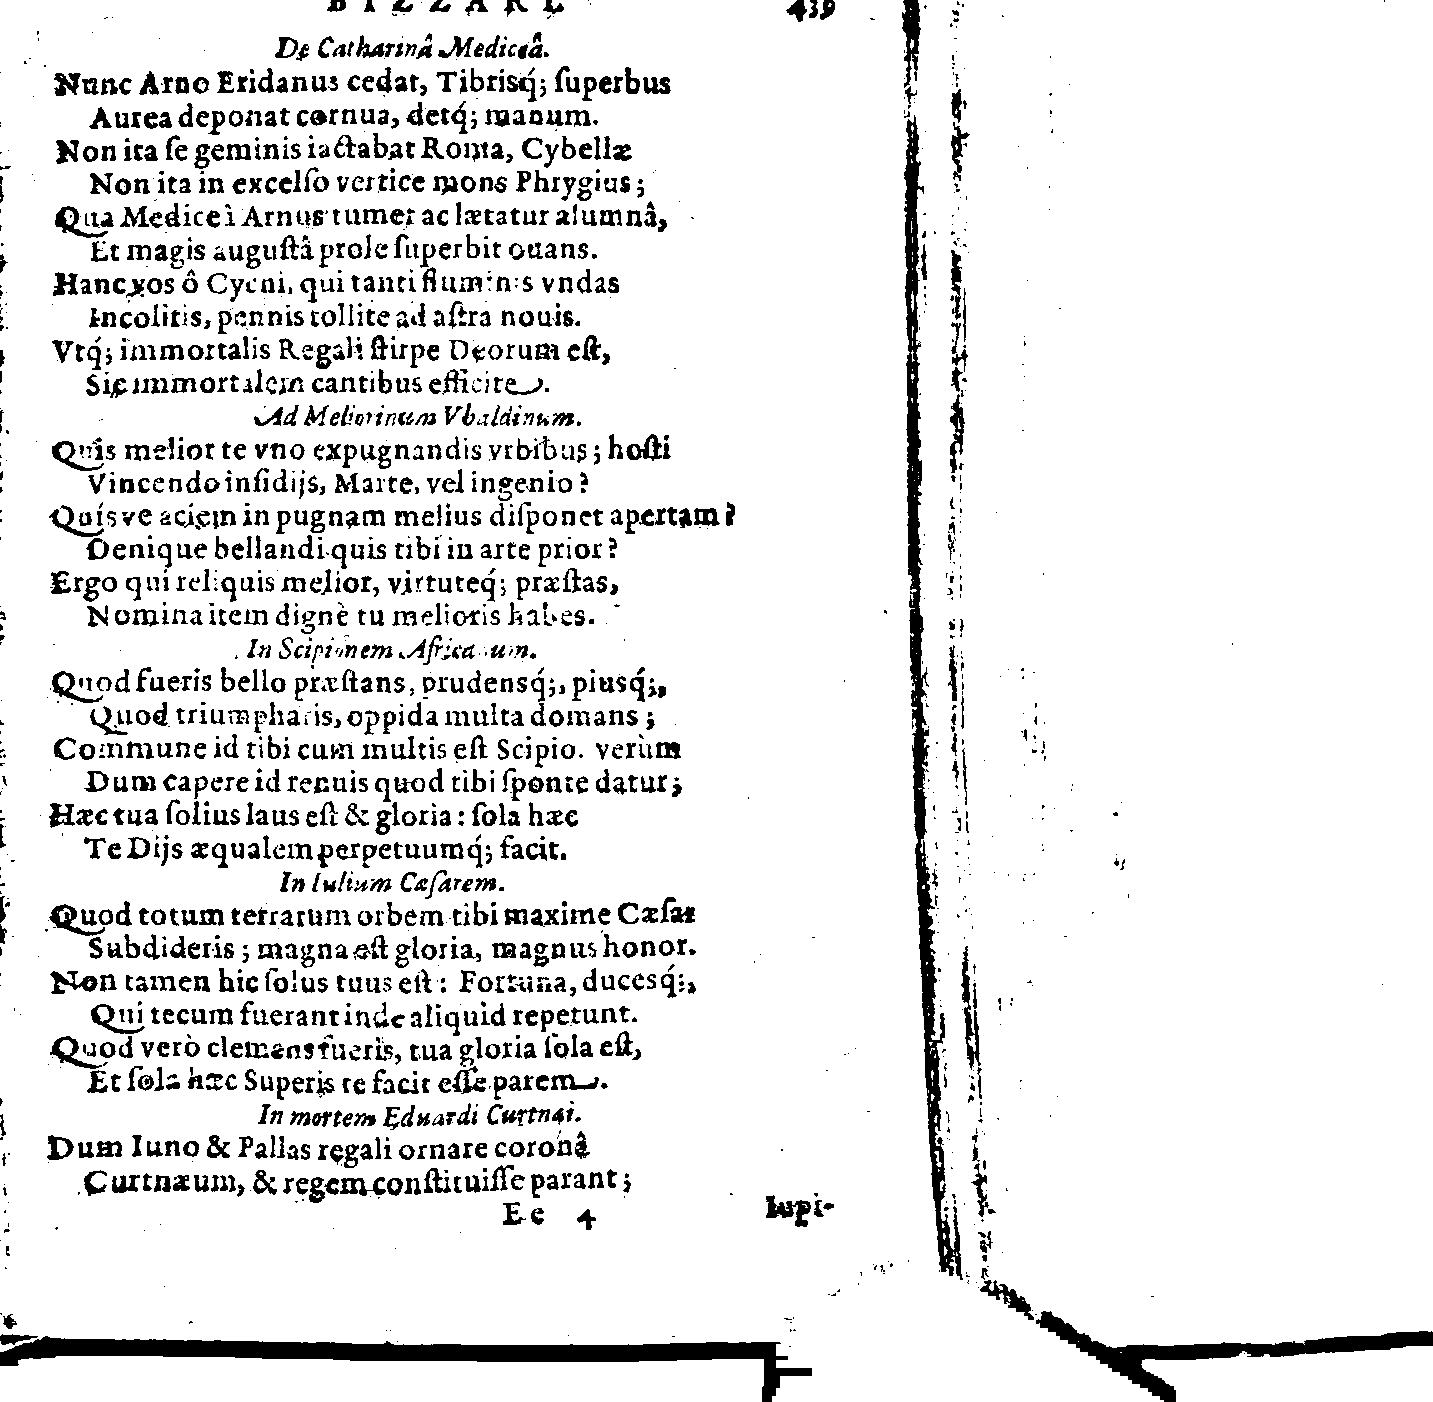 BIZZARI. 439
De Catharinâ Mediceâ.
Nunc Arno Eridanus cedat, Tibrisq́; ſuperbus
Aurea deponat cornua, detq́; manum.
Non ita ſe geminis iactabat Roma, Cybellæ
Non ita in excelſo vertice mons Phrygius;
Qua Mediceì Arnus tumet ac lætatur alumnâ,
Et magis auguſtâ prole ſuperbit ouans.
Hanc vos ô Cycni, qui tanti fluminis vndas
Incolitis, pennis tollite ad aſtra nouis.
Vtq́; immortalis Regali ſtirpe Deorum eſt,
Sic immortalem cantibus efficite.
Ad Meliorinum Vbaldinum.
Quis melior te vno expugnandis vrbibus; hoſti
Vincendo inſidijs, Marte, vel ingenio?
Quísve aciem in pugnam melius diſponet apertam?
Denique bellandi quis tibi in arte prior?
Ergo qui reliquis melior, virtuteq́; præſtas,
Nomina item dignè tu melioris habes.
In Scipionem Africanum.
Quod fueris bello præſtans, prudensq́;, piusq́;,
Quod triumpharis, oppida multa domans;
Commune id tibi cum multis eſt Scipio. verùm
Dum capere id renuis quod tibi ſponte datur;
Hæc tua ſolius laus eſt & gloria: ſola hæc
Te Dijs æqualem perpetuumq́; facit.
In Iulium Cæſarem.
Quod totum terrarum orbem tibi maxime Cæſar
Subdideris; magna eſt gloria, magnus honor.
Non tamen hic ſolus tuus eſt: Fortuna, ducesq́;,
Qui tecum fuerant inde aliquid repetunt.
Quod verò clemens fueris, tua gloria ſola eſt,
Et ſola hæc Superis te facit eſſe parem.
In mortem Eduardi Curtnæi.
Dum Iuno & Pallas regali ornare coronâ
Curtnæum, & regem conſtituiſſe parant;
Ee 4 Iupi-